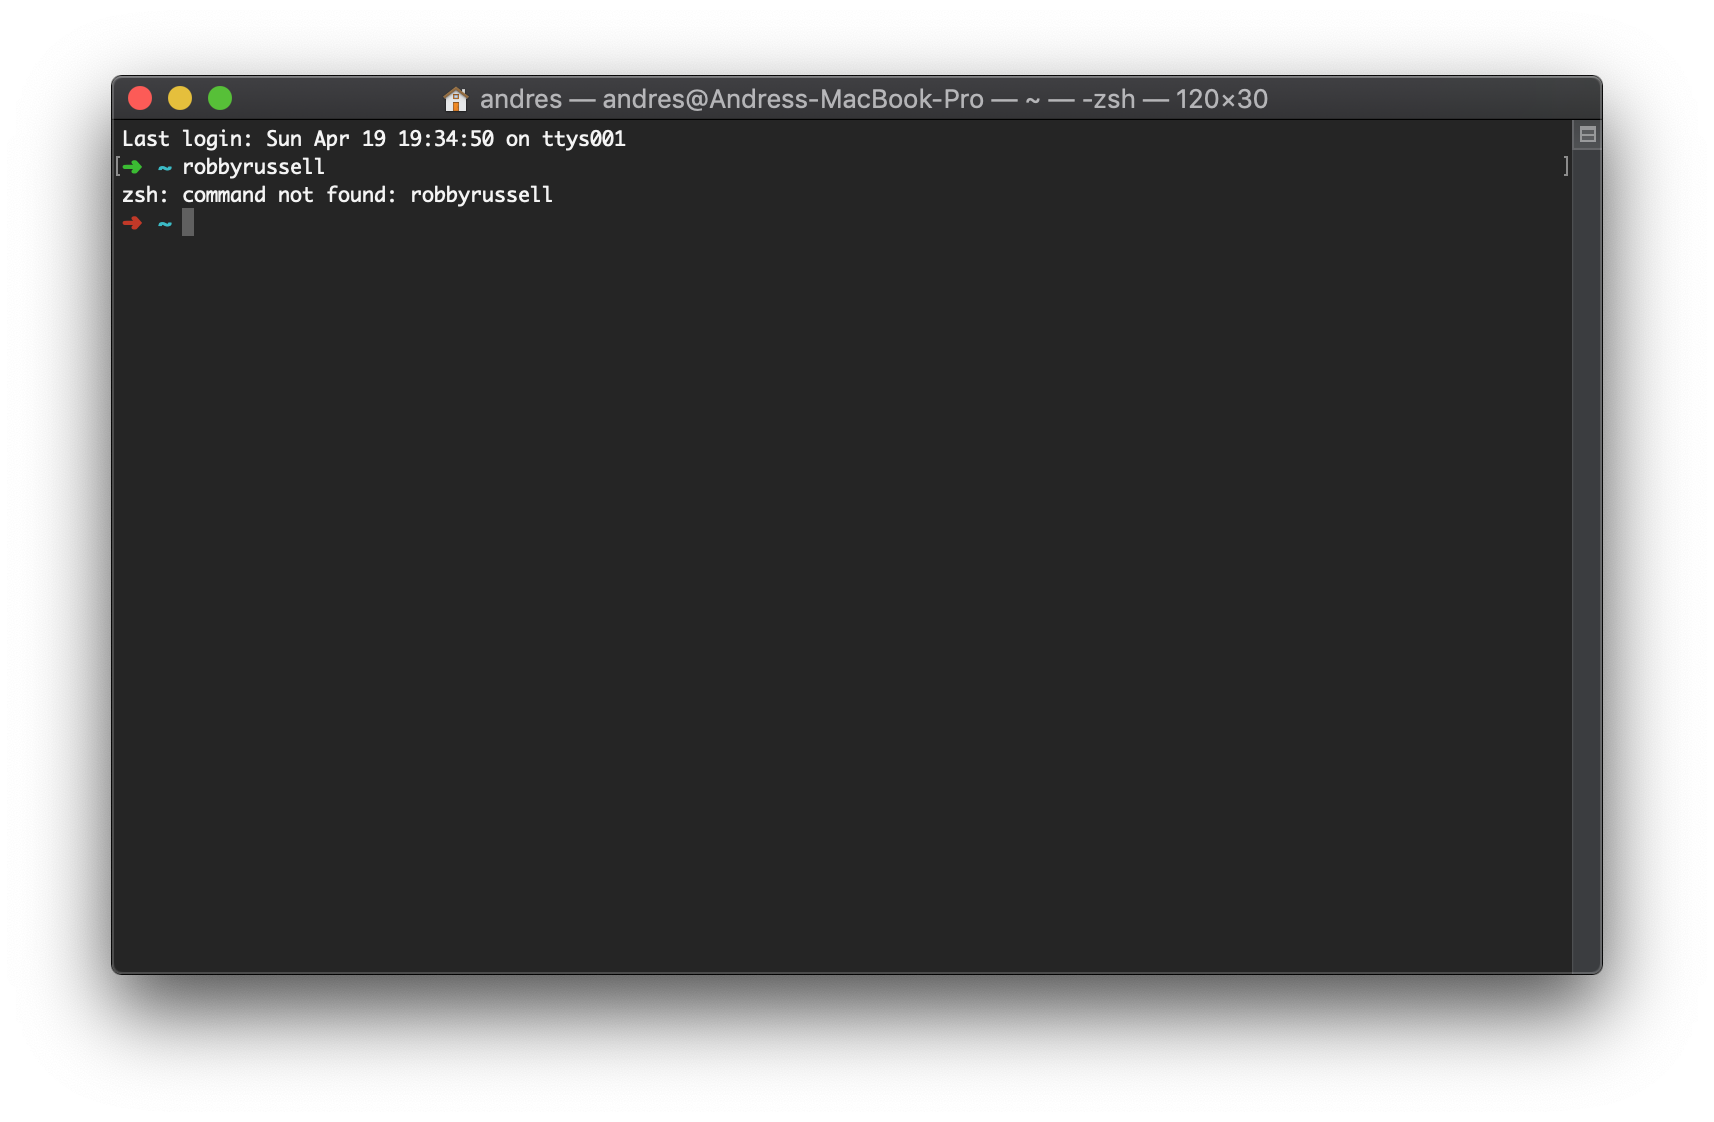 andres — andres@Andress-MacBook-Pro — ~ — -zsh — 120×30
Last login: Sun Apr 19 19:34:50 on ttys001
[➜ ~ robbyrussell ]
zsh: command not found: robbyrussell
➜ ~